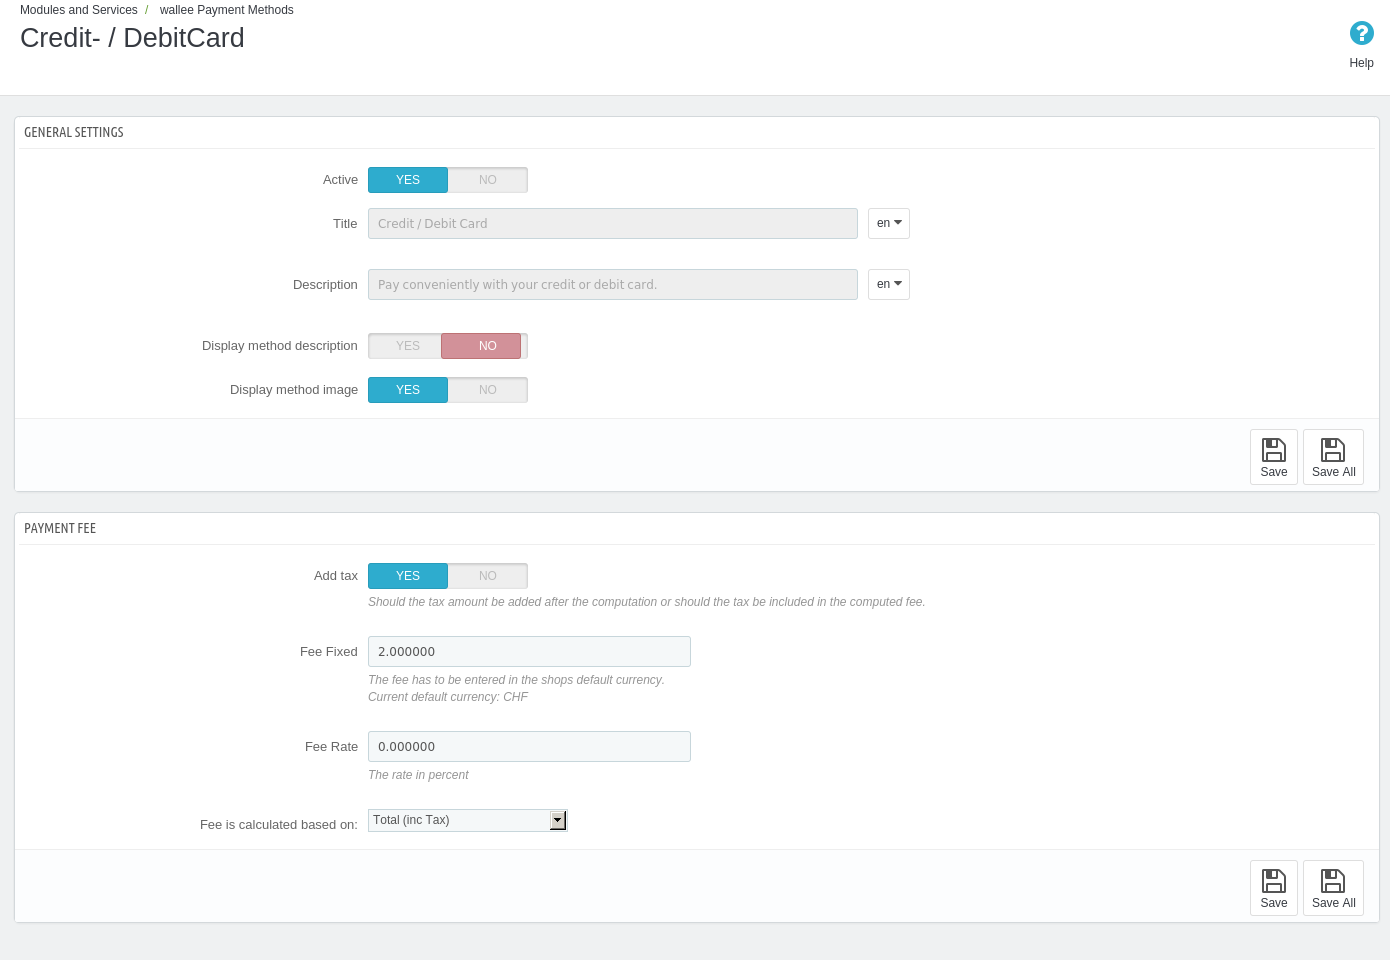 Modules and Services / wallee Payment Methods
Credit- / DebitCard
Help
GENERAL SETTINGS
Active YES NO
Title Credit / Debit Card en
Description Pay conveniently with your credit or debit card. en
Display method description YES NO
Display method image YES NO
Save Save All
PAYMENT FEE
Add tax YES NO
Should the tax amount be added after the computation or should the tax be included in the computed fee.
Fee Fixed 2.000000
The fee has to be entered in the shops default currency.
Current default currency: CHF
Fee Rate 0.000000
The rate in percent
Fee is calculated based on: Total (inc Tax)
Save Save All